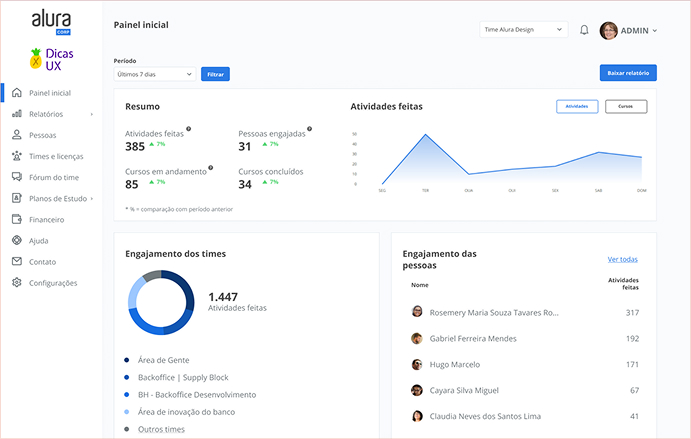 alura
CORP
Dicas
UX
Painel inicial
Relatórios
Pessoas
Times e licenças
Fórum do time
Planos de Estudo
Financeiro
Ajuda
Contato
Configurações
Painel inicial
Time Alura Design
ADMIN
Período
Últimos 7 dias
Filtrar
Baixar relatório
Resumo
Atividades feitas
385 7%
Pessoas engajadas
31 7%
Cursos em andamento
85 7%
Cursos concluídos
34 7%
* % = comparação com período anterior
Atividades feitas
Atividades
Cursos
50
40
30
20
10
0
SEG TER QUA QUI SEX SAB DOM
Engajamento dos times
1.447
Atividades feitas
Área de Gente
Backoffice | Supply Block
BH - Backoffice Desenvolvimento
Área de inovação do banco
Outros times
Engajamento das
pessoas
Ver todas
Nome
Atividades
feitas
Rosemery Maria Souza Tavares Ro... 317
Gabriel Ferreira Mendes 192
Hugo Marcelo 171
Cayara Silva Miguel 67
Claudia Neves dos Santos Lima 41